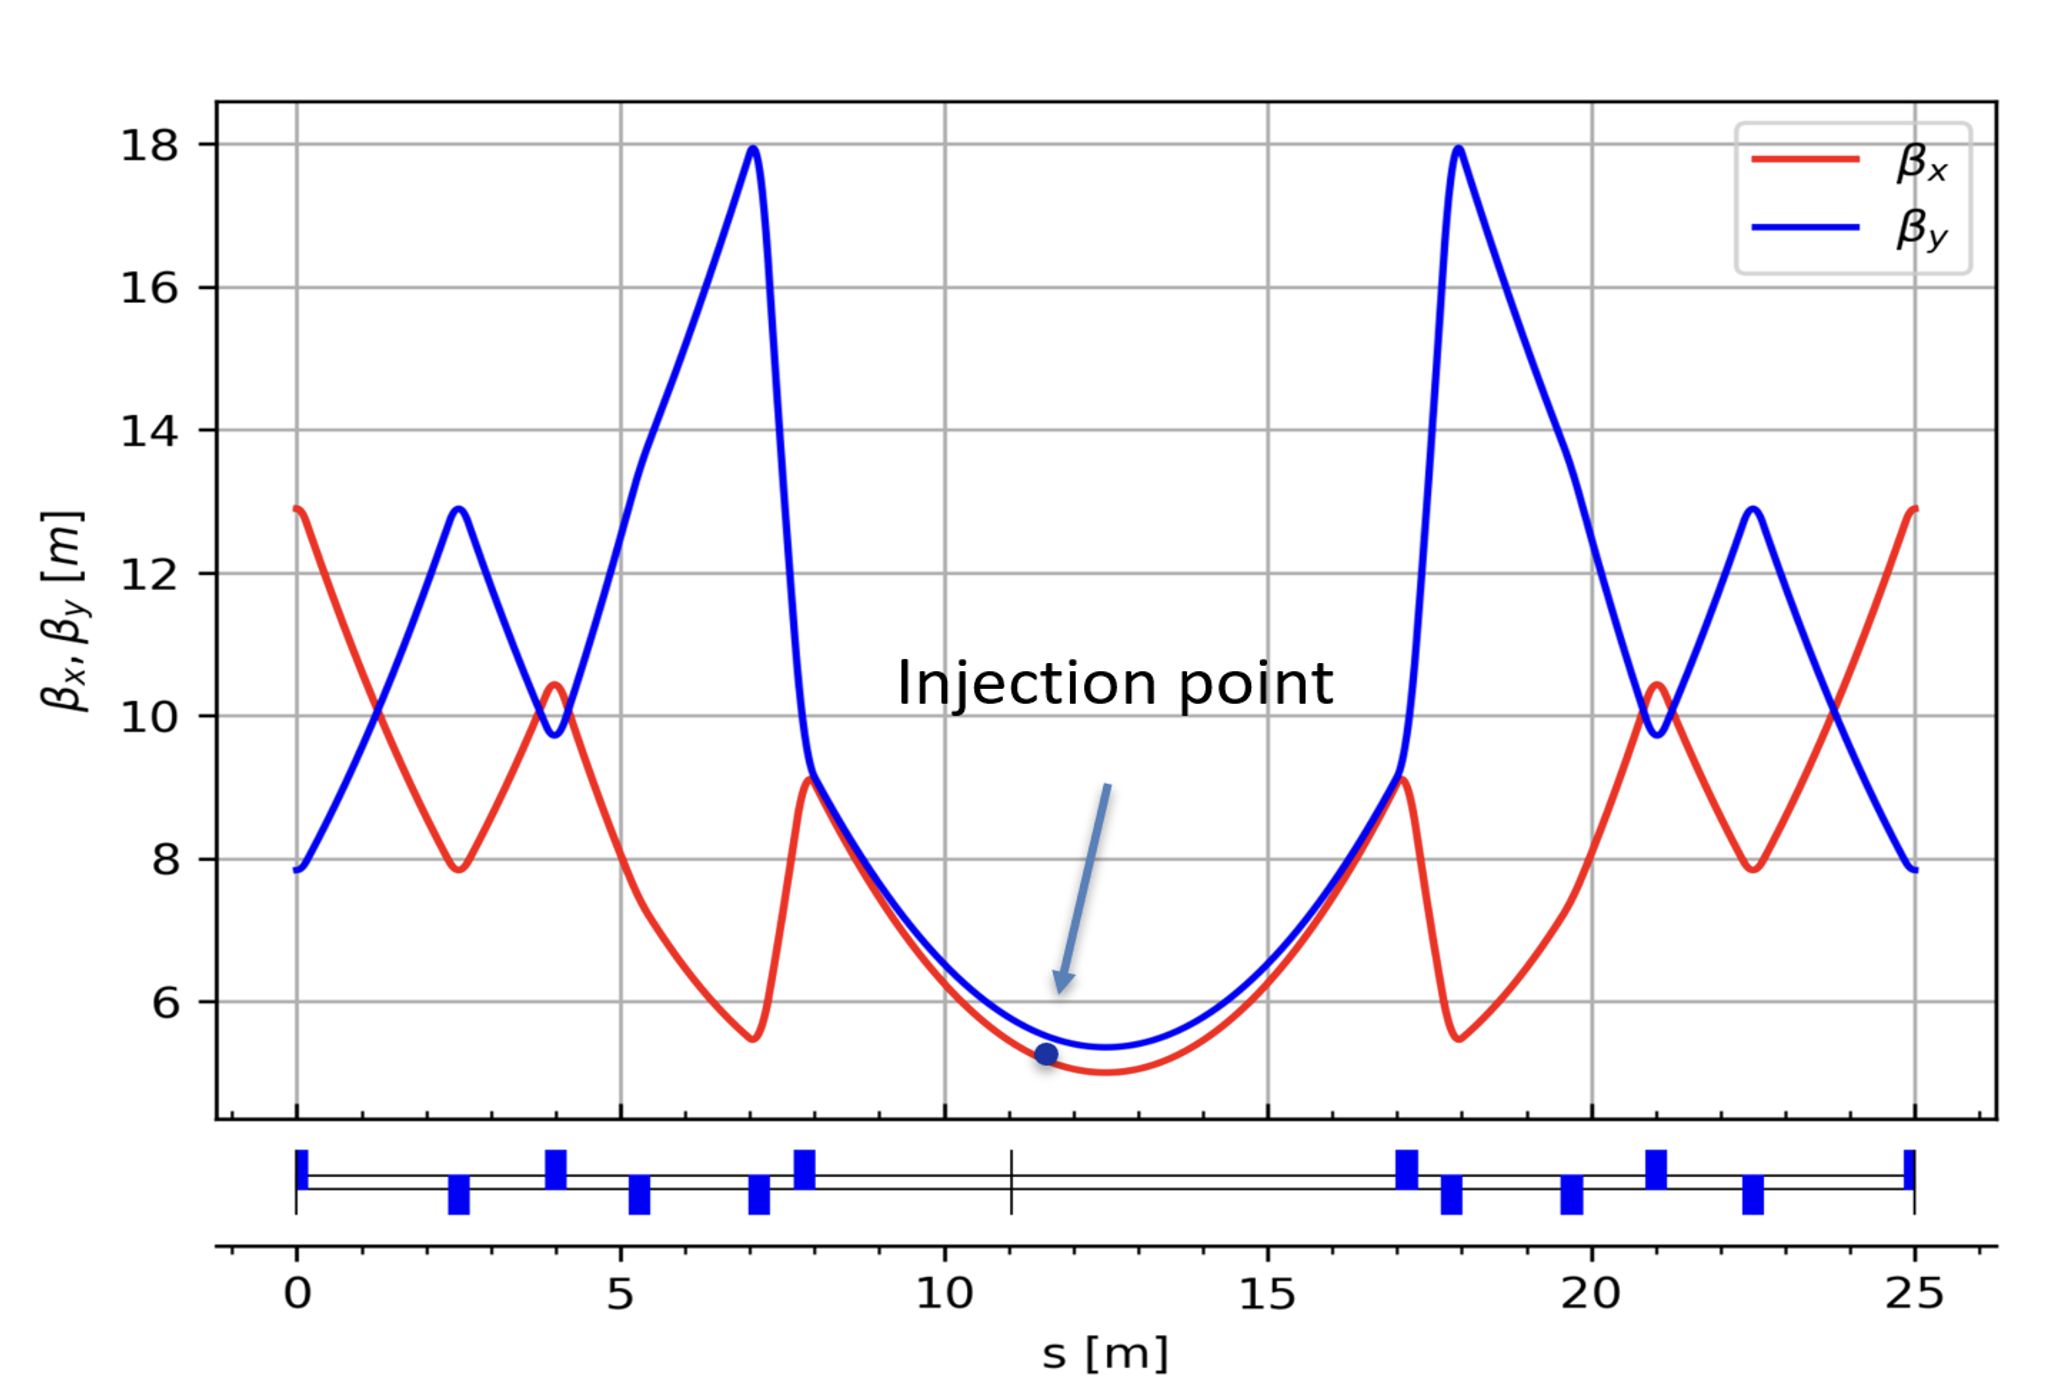 18
16
14
12
10
8
6
βx, βy [m]
βx
βy
Injection point
0 5 10 15 20 25
s [m]